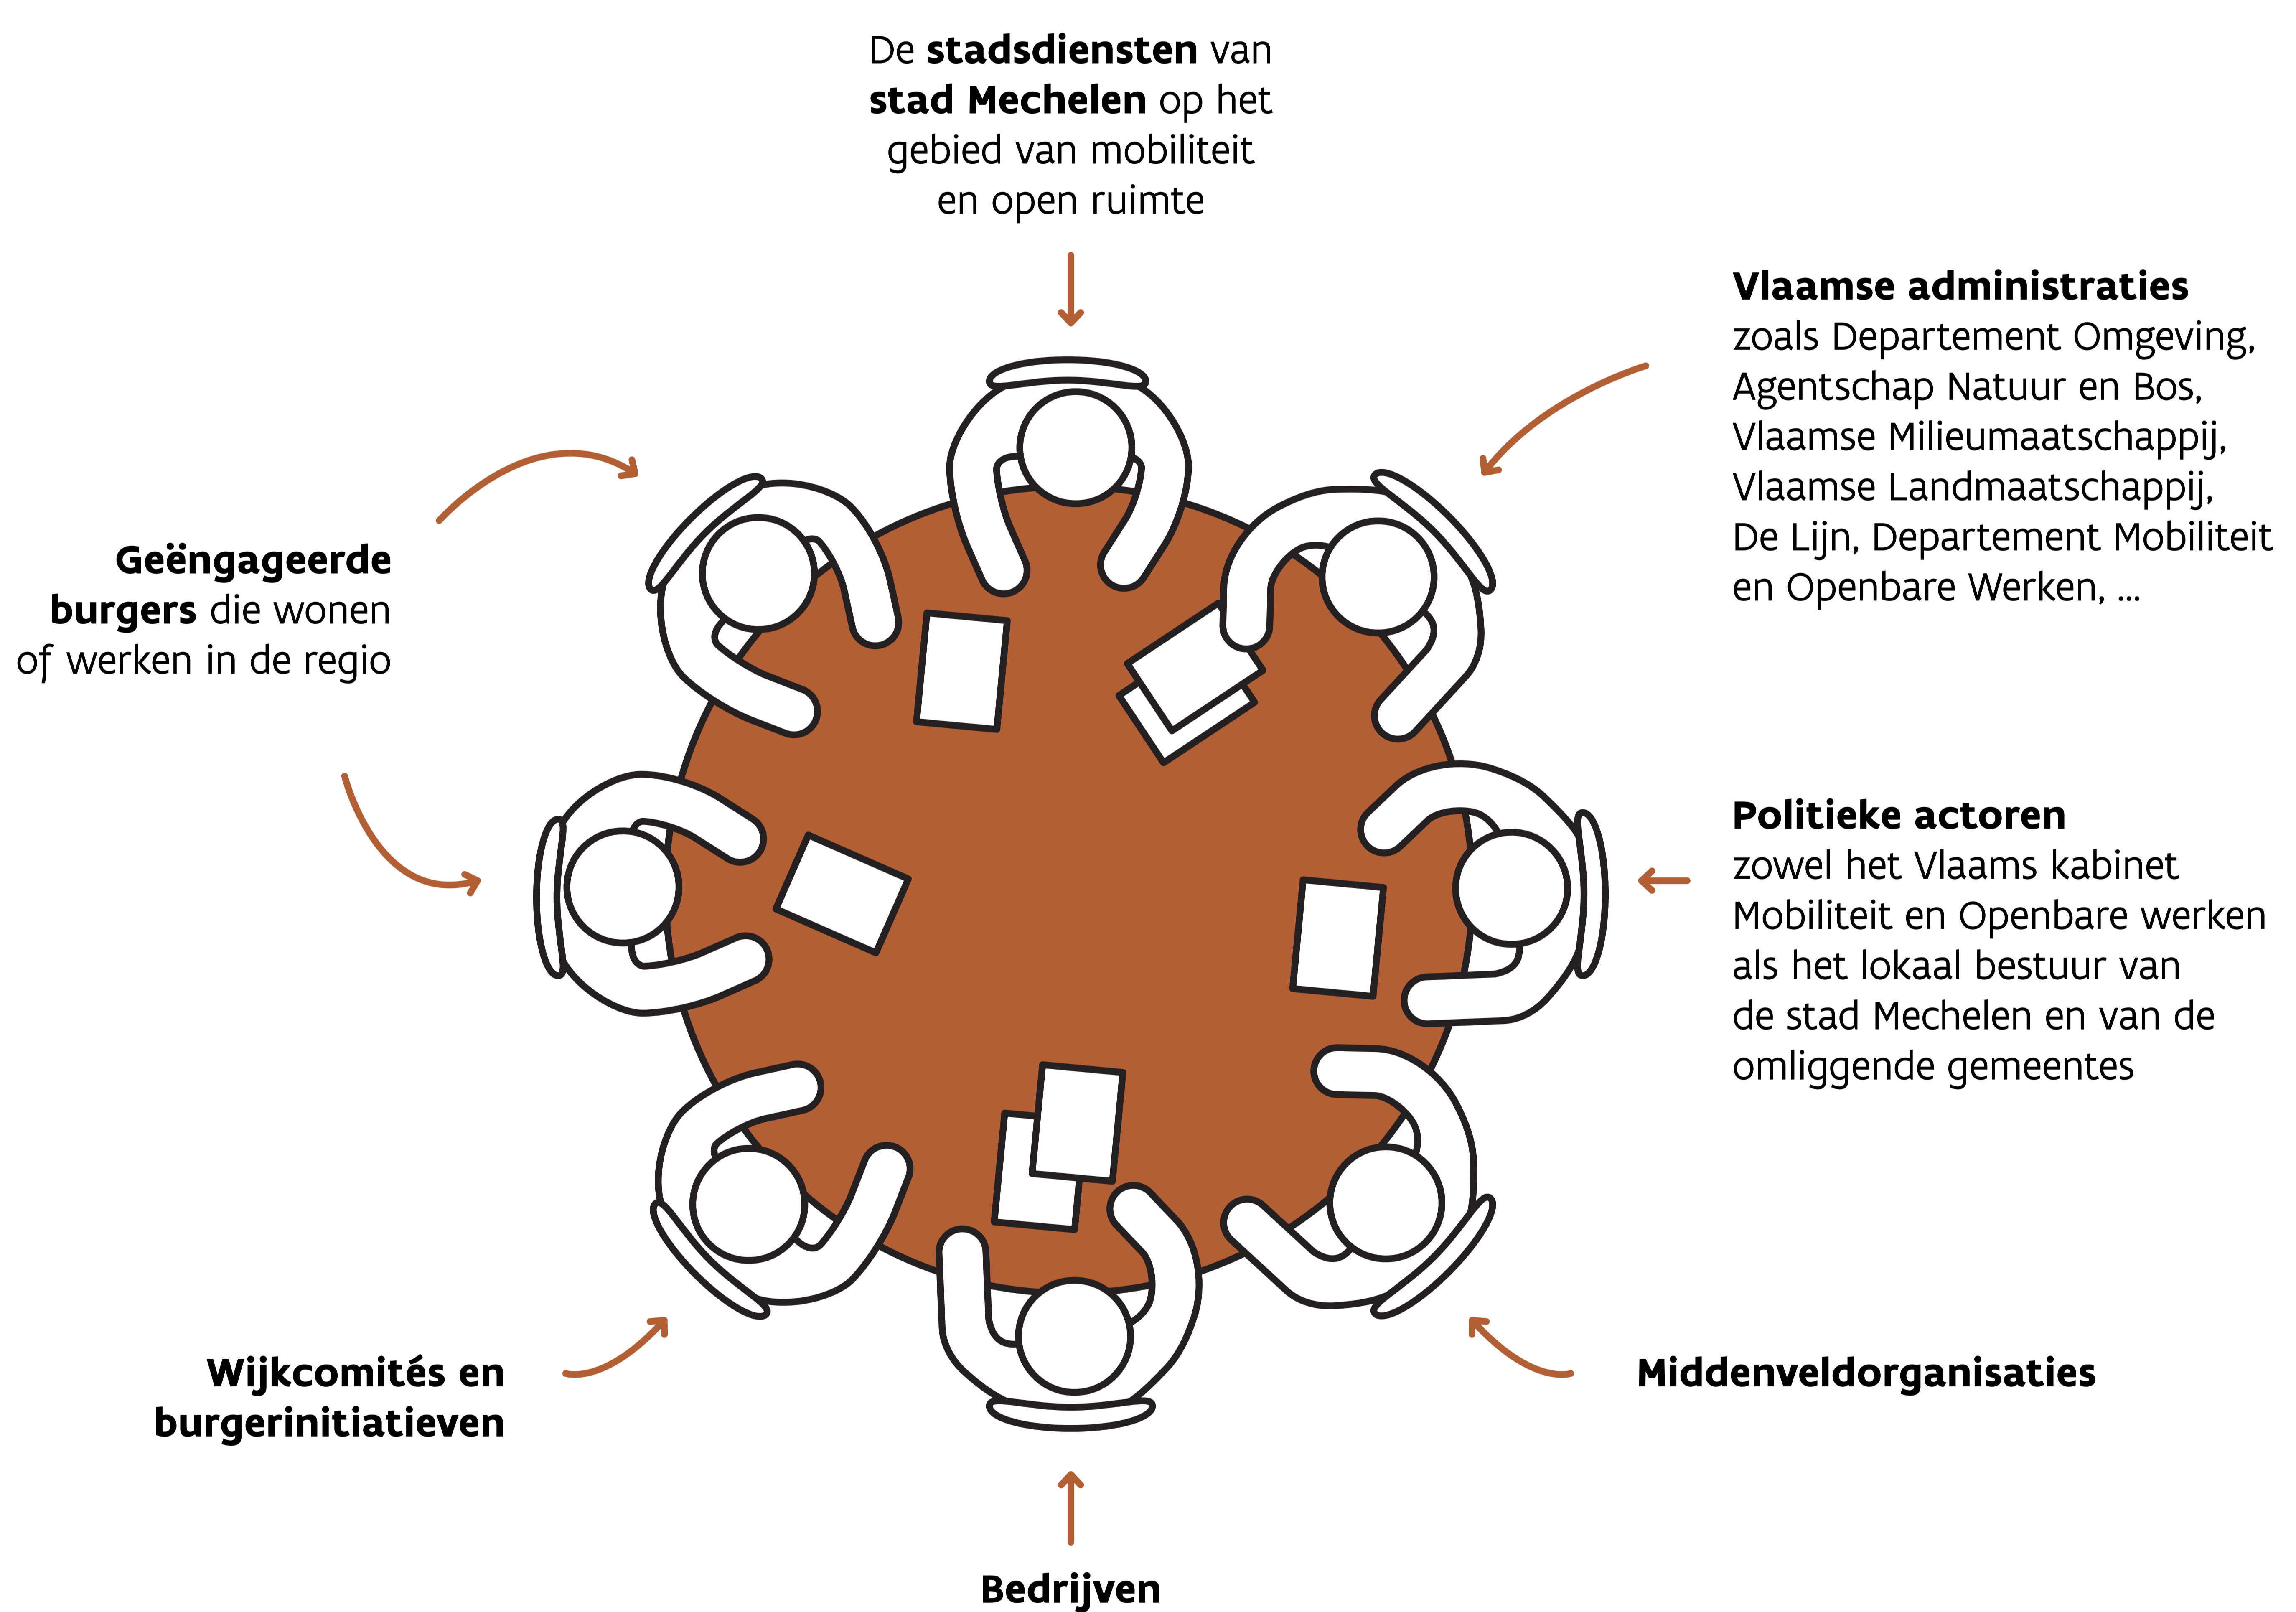 De stadsdiensten van
stad Mechelen op het
gebied van mobiliteit
en open ruimte
Vlaamse administraties
zoals Departement Omgeving,
Agentschap Natuur en Bos,
Vlaamse Milieumaatschappij,
Vlaamse Landmaatschappij,
De Lijn, Departement Mobiliteit
en Openbare Werken, ...
Geëngageerde
burgers die wonen
of werken in de regio
Politieke actoren
zowel het Vlaams kabinet
Mobiliteit en Openbare werken
als het lokaal bestuur van
de stad Mechelen en van de
omliggende gemeentes
Wijkcomités en
burgerinitiatieven
Middenveldorganisaties
Bedrijven